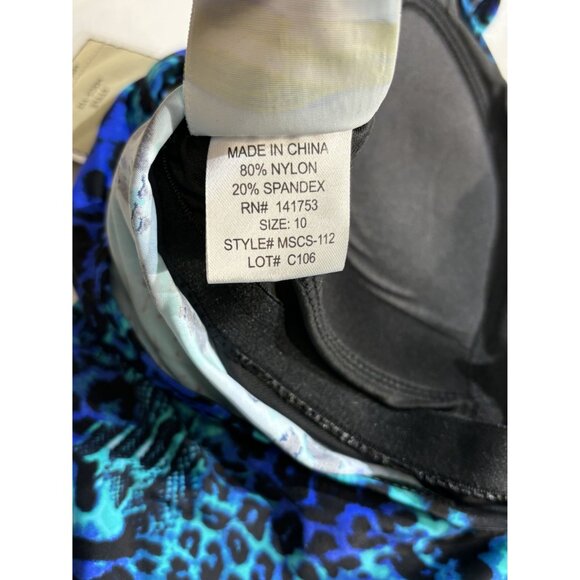 MADE IN CHINA
80% NYLON
20% SPANDEX
RN# 141753
SIZE: 10
STYLE# MSCS-112
LOT# C106